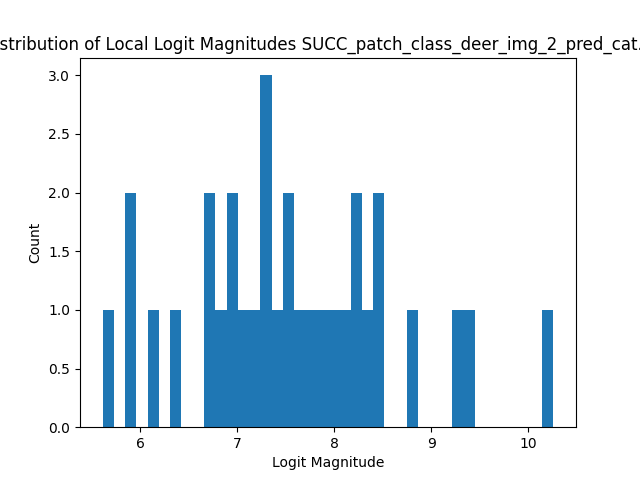 stribution of Local Logit Magnitudes SUCC_patch_class_deer_img_2_pred_cat.
3.0
2.5
2.0
1.5
1.0
0.5
0.0
Count
6 7 8 9 10
Logit Magnitude